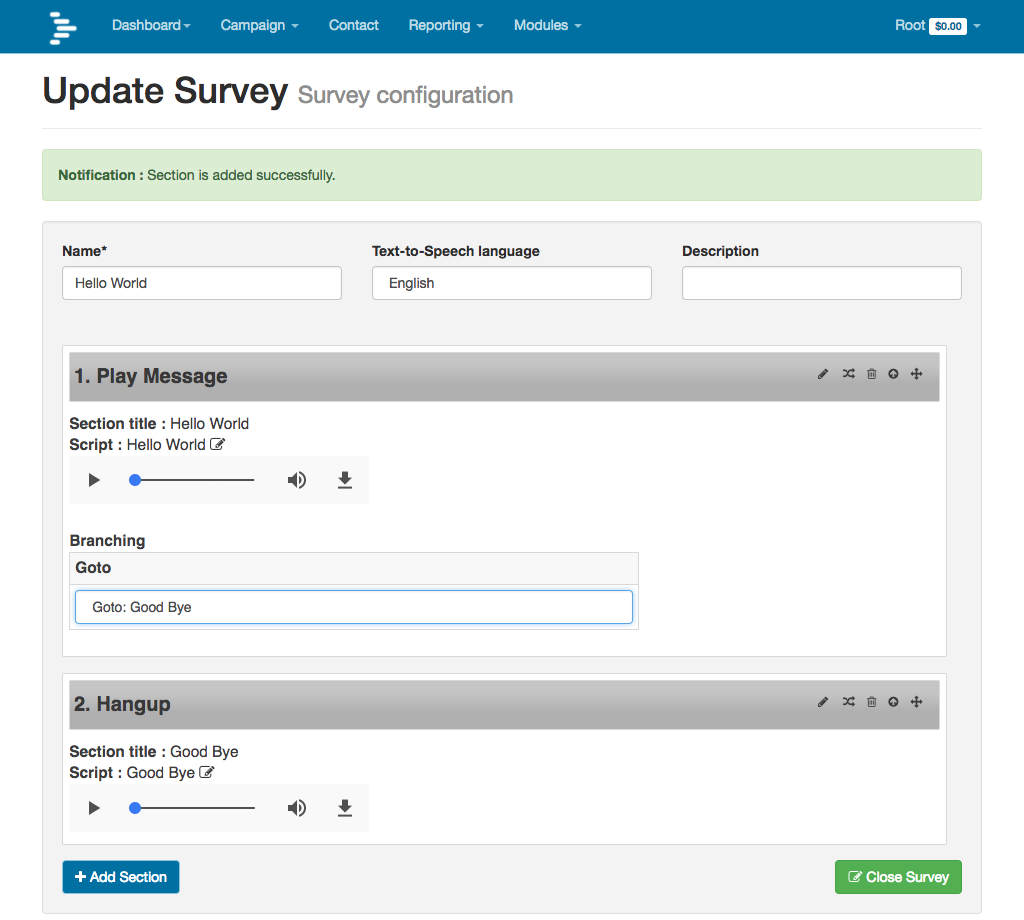 Dashboard Campaign Contact Reporting Modules Root $0.00
Update Survey Survey configuration
Notification : Section is added successfully.
Name* Text-to-Speech language Description
Hello World English
1. Play Message
Section title : Hello World
Script : Hello World
Branching
Goto
Goto: Good Bye
2. Hangup
Section title : Good Bye
Script : Good Bye
Add Section Close Survey